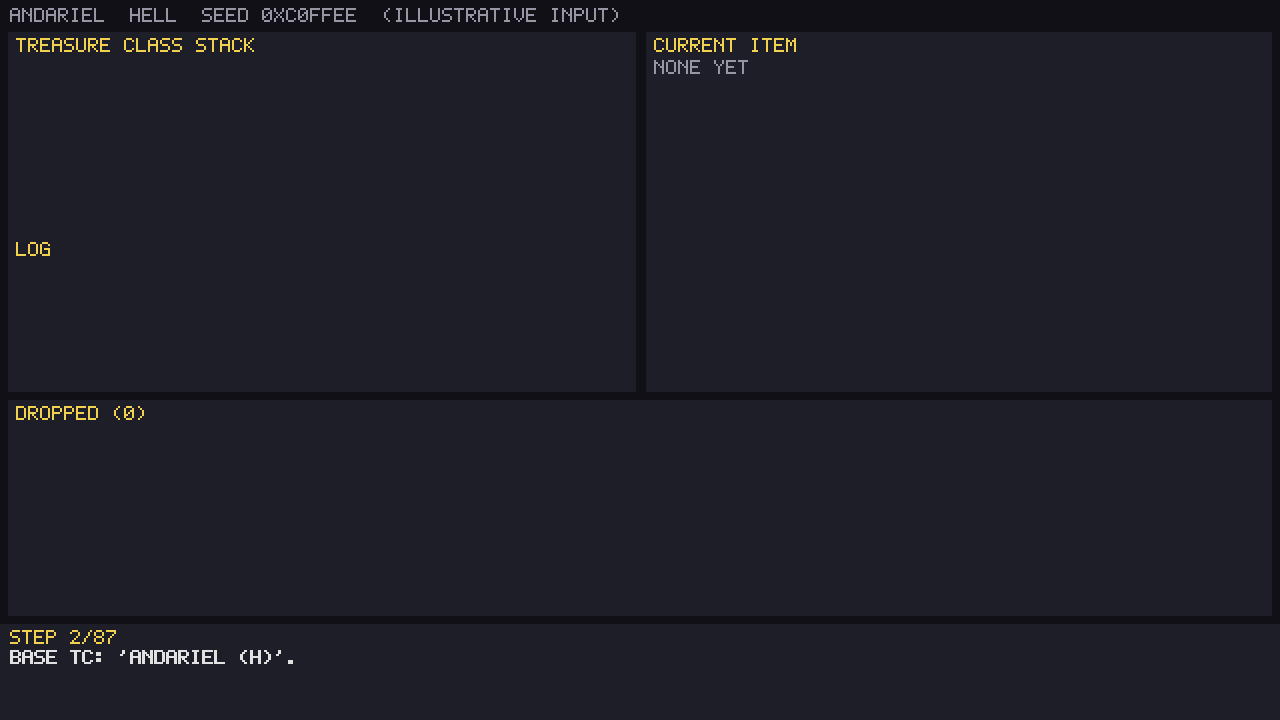 ANDARIEL  HELL  SEED 0XC0FFEE  (ILLUSTRATIVE INPUT)
TREASURE CLASS STACK
LOG
CURRENT ITEM
NONE YET
DROPPED (0)
STEP 2/87
BASE TC: 'ANDARIEL (H)'.